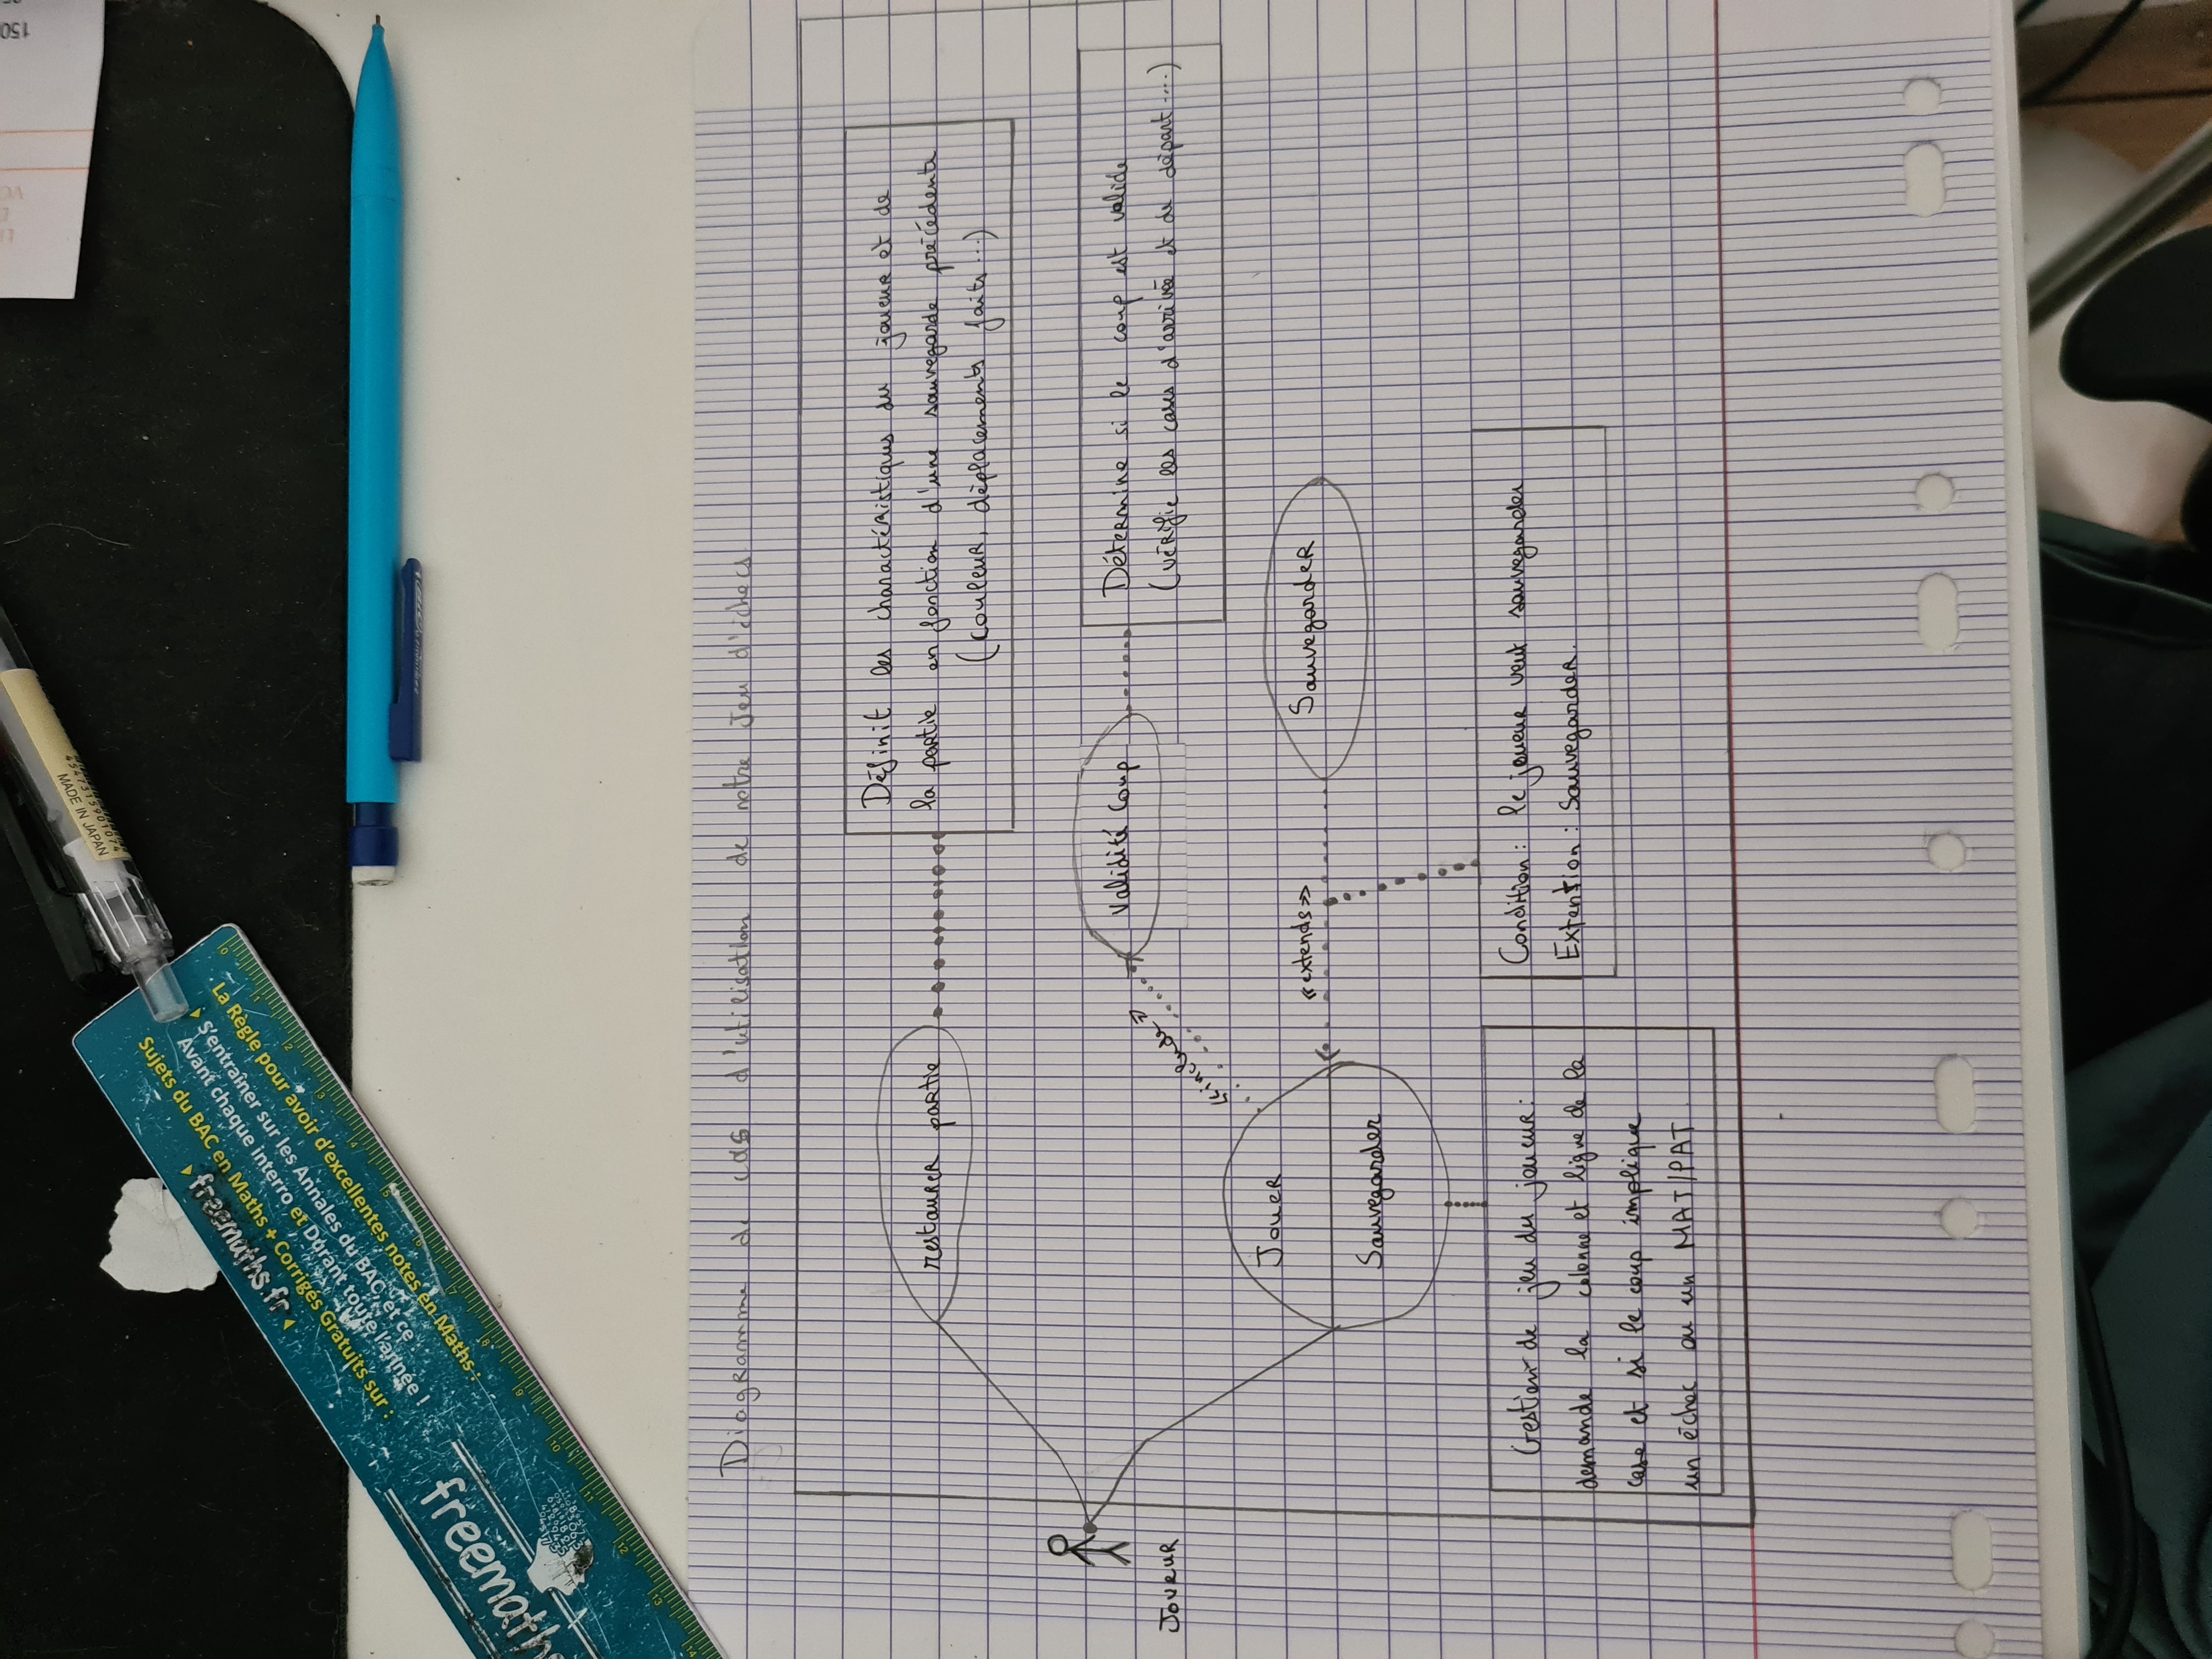 MADE IN JAPAN
150
La Règle pour avoir d'excellentes notes en Maths :
S'entraîner sur les Annales du BAC, et ce,
Avant chaque interro et Durant toute l'année !
Sujets du BAC en Maths + Corrigés Gratuits sur :
freemaths.fr
freemaths
Diagramme de cas d'utilisation de notre Jeu d'échecs
restaurer partie
Définit les charactéristiques du joueur et de
la partie en fonction d'une sauvegarde précédente
(couleur, déplacements faits...)
JOUEUR
Validité Coup
Détermine si le coup est valide
(vérifie les cases d'arrivée et de départ....)
<<include>>
Jouer
Sauvegarder
<<extends>>
Sauvegarder
Gestion de jeu du joueur:
demande la colonne et ligne de la
case et si le coup implique
un échec ou un MAT/PAT
Condition: le joueur veut sauvegarder
Extention: Sauvegarder.